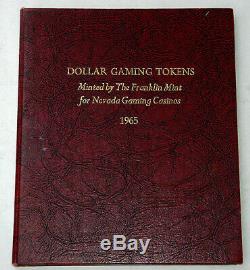 DOLLAR GAMING TOKENS
Minted by The Franklin Mint
for Nevada Gaming Casinos
1965